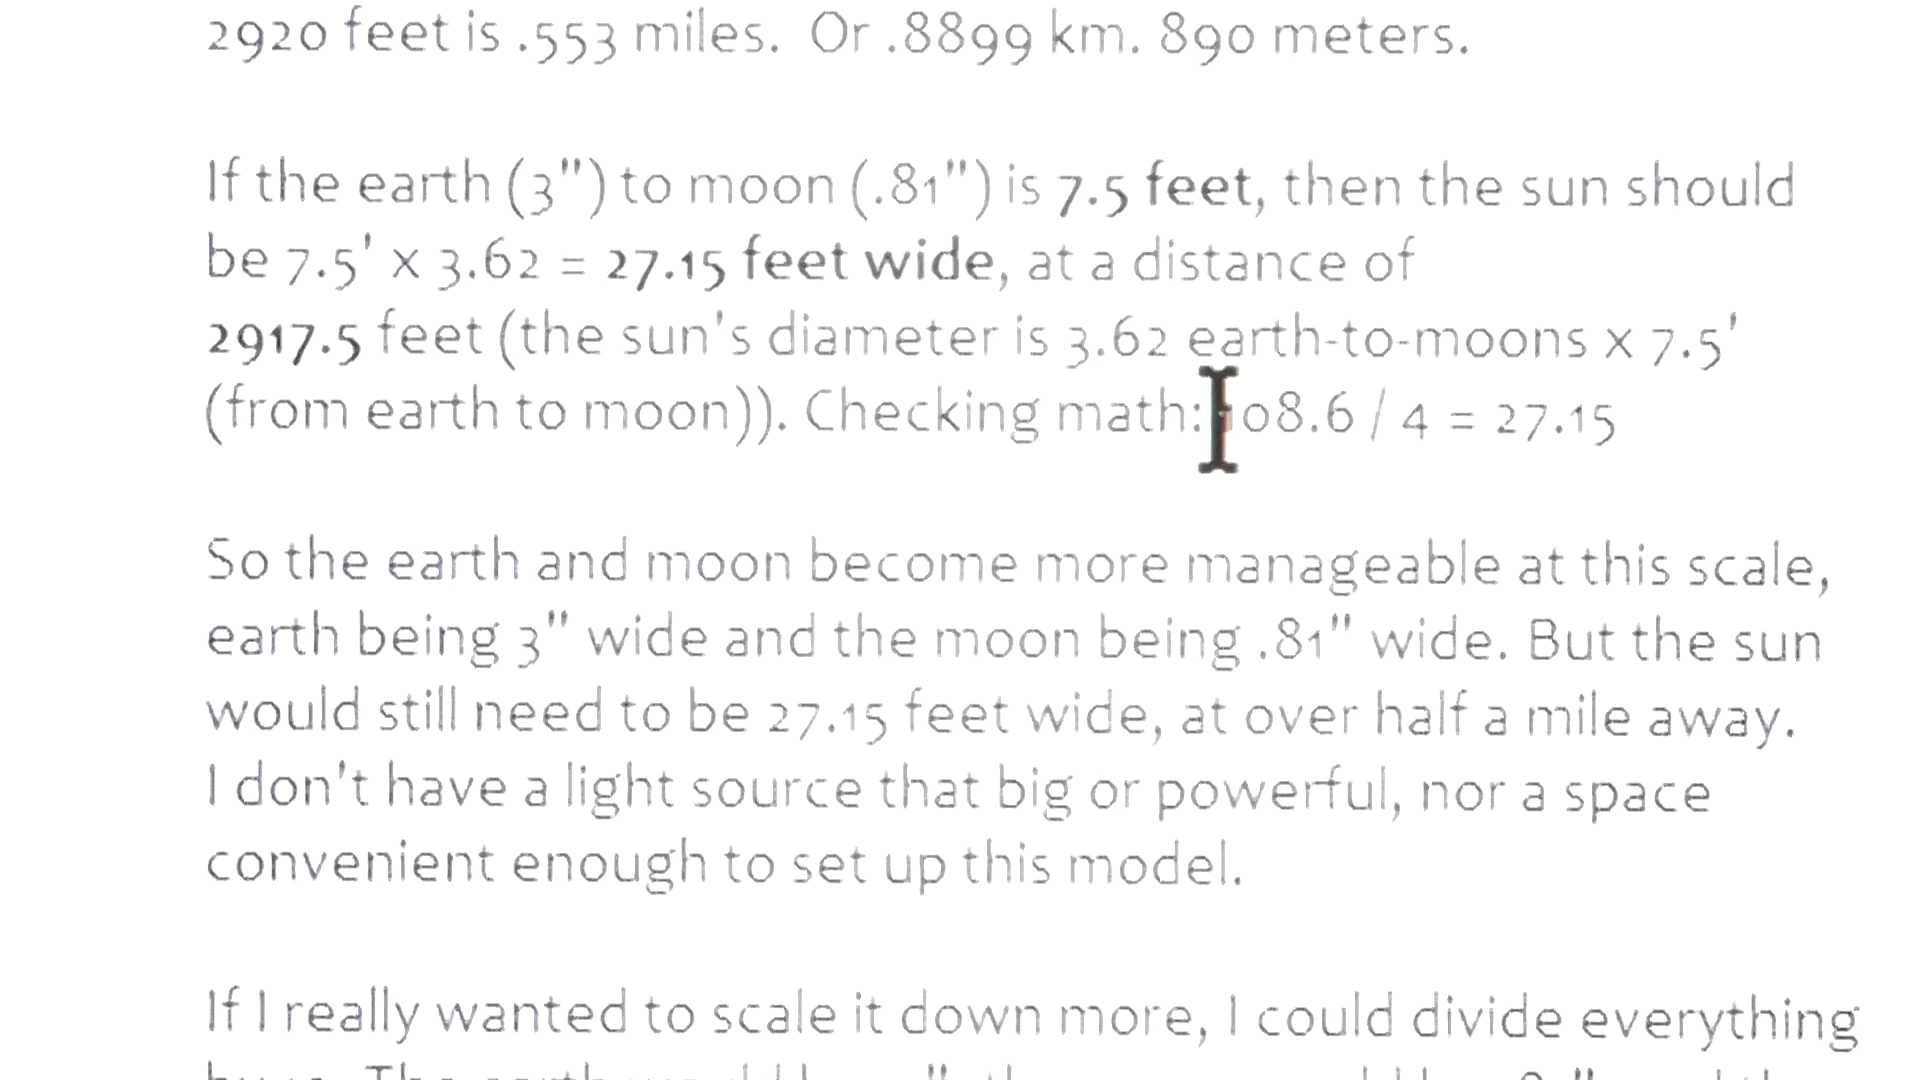 2920 feet is .553 miles. Or .8899 km. 890 meters.
If the earth (3") to moon (.81") is 7.5 feet, then the sun should
be 7.5' x 3.62 = 27.15 feet wide, at a distance of
2917.5 feet (the sun's diameter is 3.62 earth-to-moons x 7.5'
(from earth to moon)). Checking math: 108.6 / 4 = 27.15
So the earth and moon become more manageable at this scale,
earth being 3" wide and the moon being .81" wide. But the sun
would still need to be 27.15 feet wide, at over half a mile away.
I don't have a light source that big or powerful, nor a space
convenient enough to set up this model.
If I really wanted to scale it down more, I could divide everything